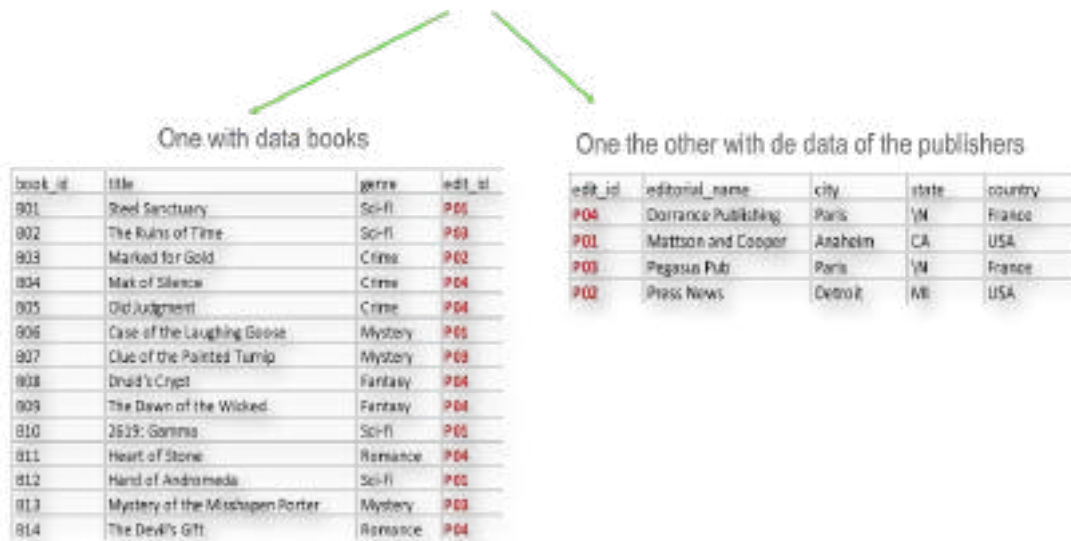 One with data books
One the other with de data of the publishers
book_id title genre edit_id
B01 Steel Sanctuary Sci-fi P01
B02 The Ruins of Time Sci-fi P03
B03 Marked for Gold Crime P02
B04 Mak of Silence Crime P04
B05 Old Judgment Crime P04
B06 Case of the Laughing Goose Mystery P01
B07 Clue of the Painted Turnip Mystery P03
B08 Druid's Crypt Fantasy P04
B09 The Dawn of the Wicked Fantasy P04
B10 2619: Gamma Sci-fi P01
B11 Heart of Stone Romance P04
B12 Hand of Andromeda Sci-fi P01
B13 Mystery of the Misshapen Porter Mystery P03
B14 The Devil's Gift Romance P04
edit_id editorial_name city state country
P04 Dorrance Publishing Paris \N France
P01 Mattson and Cooper Anaheim CA USA
P03 Pegasus Pub Paris \N France
P02 Press News Detroit MI USA